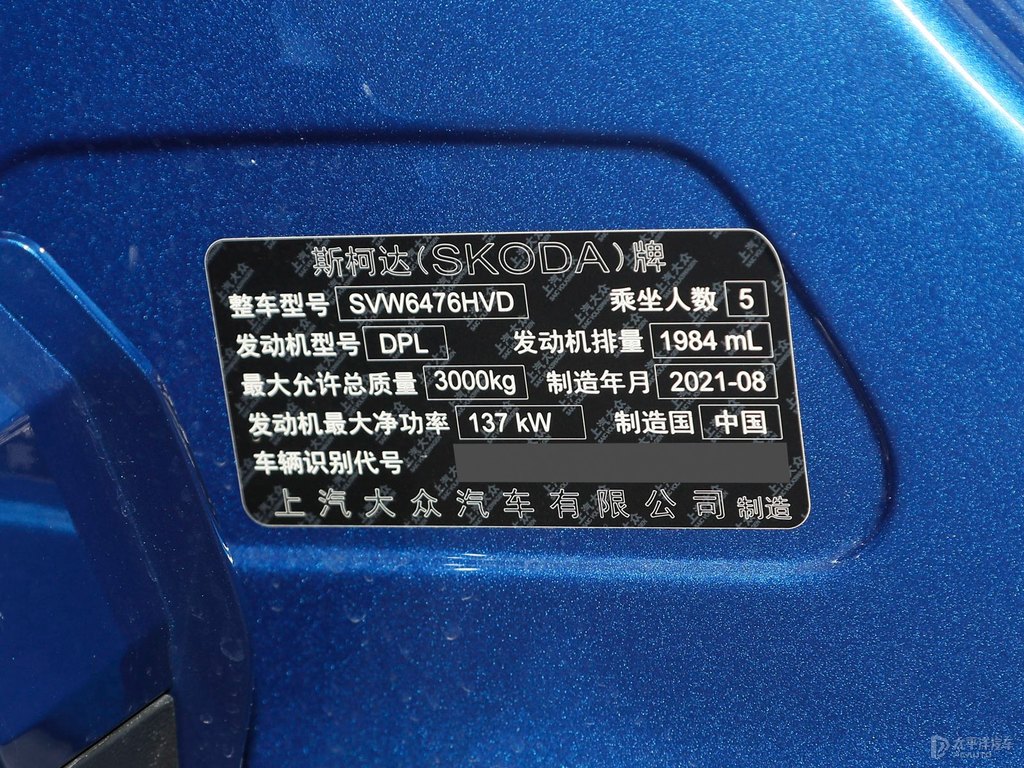 斯柯达(SKODA)牌
整车型号 SVW6476HVD 乘坐人数 5
发动机型号 DPL 发动机排量 1984 mL
最大允许总质量 3000kg 制造年月 2021-08
发动机最大净功率 137 kW 制造国 中国
车辆识别代号
上汽大众汽车有限公司 制造
太平洋汽车
PCAUTO